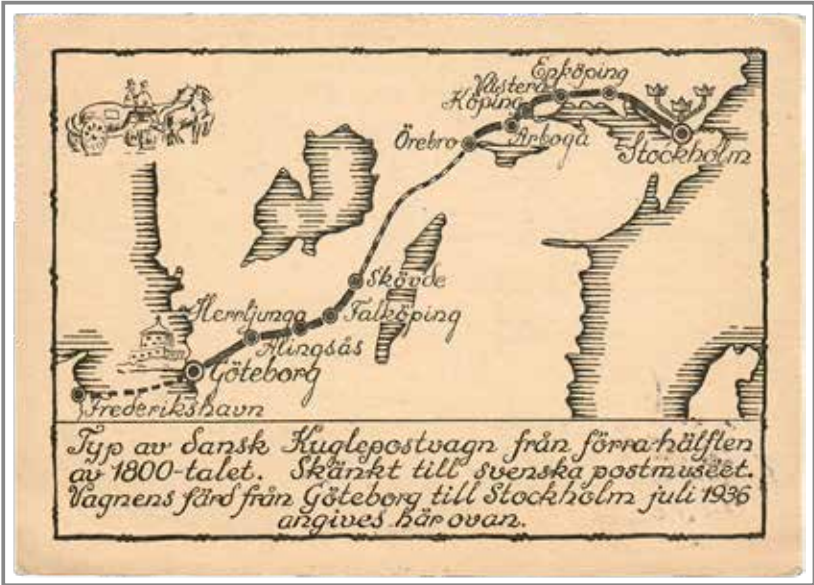 Enköping
Västerås
Köping
Arboga
Örebro
Stockholm
Skövde
Herrljunga
Falköping
Alingsås
Göteborg
Frederikshavn
Typ av dansk Kuglepostvagn från förra hälften
av 1800-talet. Skänkt till svenska postmuseet.
Vagnens färd från Göteborg till Stockholm juli 1936
angives här ovan.